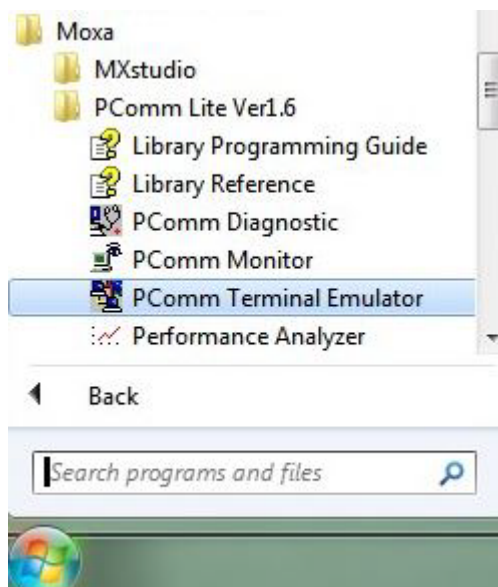 Moxa
MXstudio
PComm Lite Ver1.6
Library Programming Guide
Library Reference
PComm Diagnostic
PComm Monitor
PComm Terminal Emulator
Performance Analyzer
Back
Search programs and files